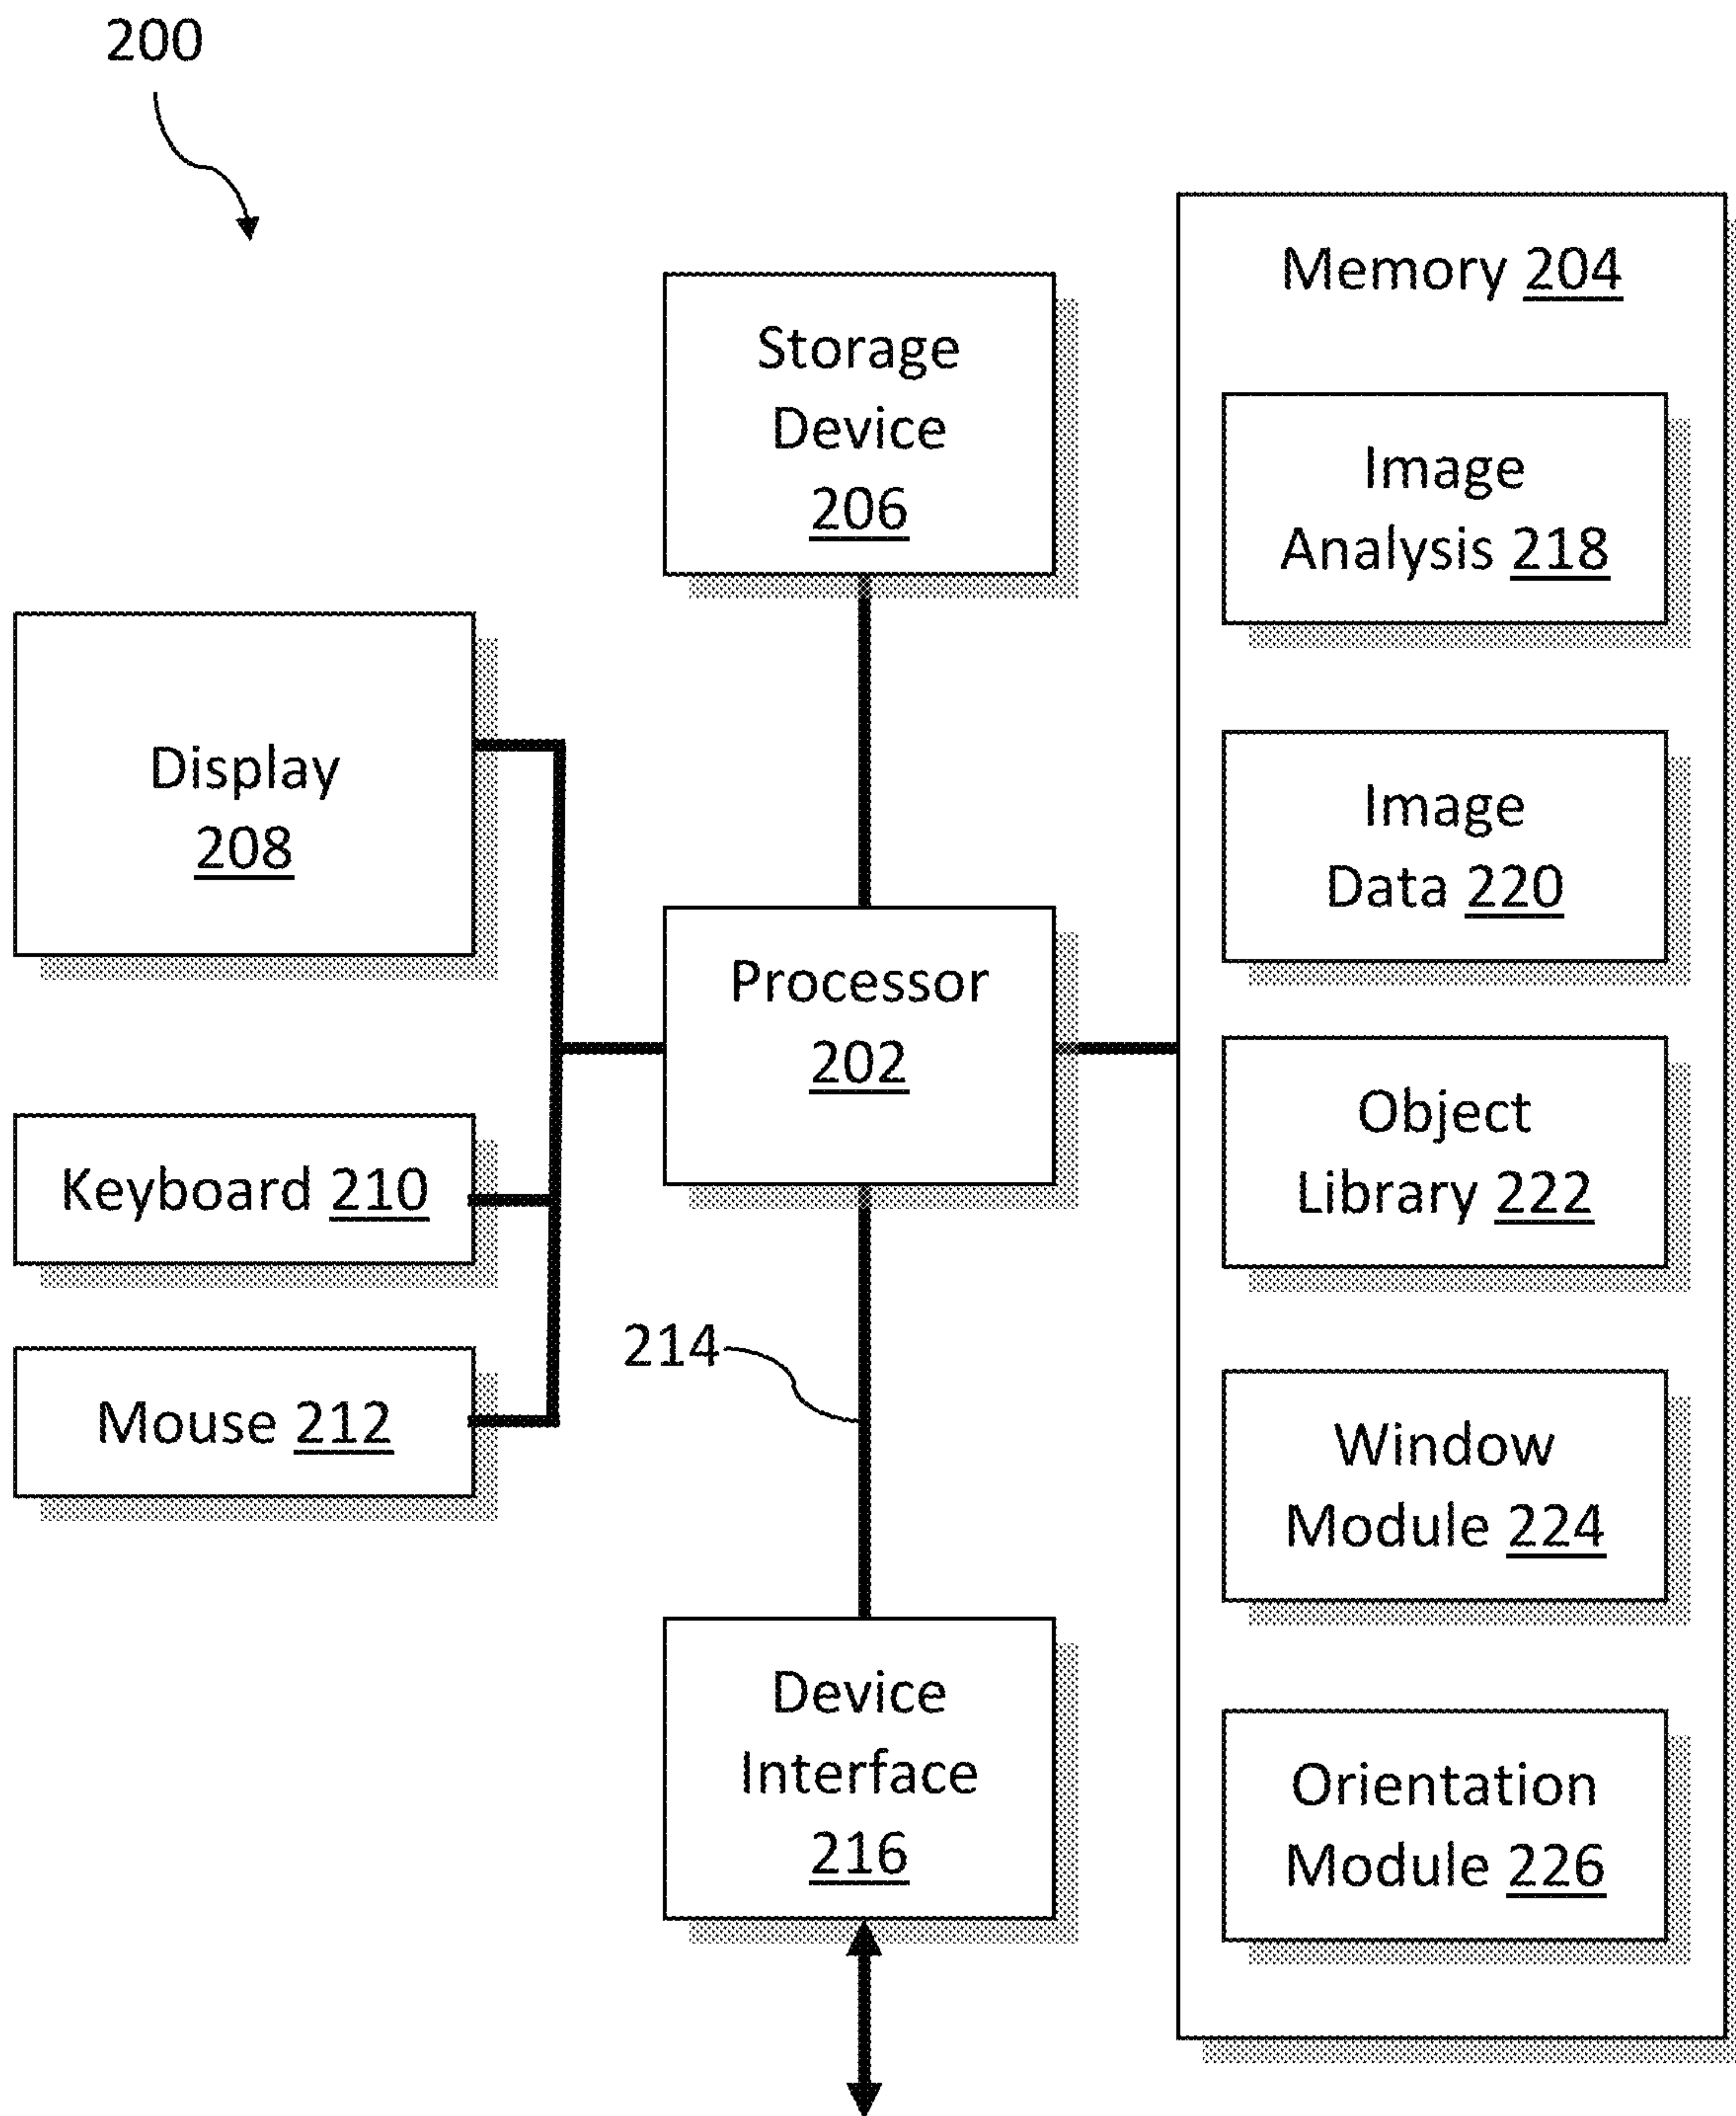 200
Memory 204
Storage
Device
206
Image
Analysis 218
Display
208
Image
Data 220
Processor
202
Object
Library 222
Keyboard 210
214
Mouse 212
Window
Module 224
Device
Interface
216
Orientation
Module 226